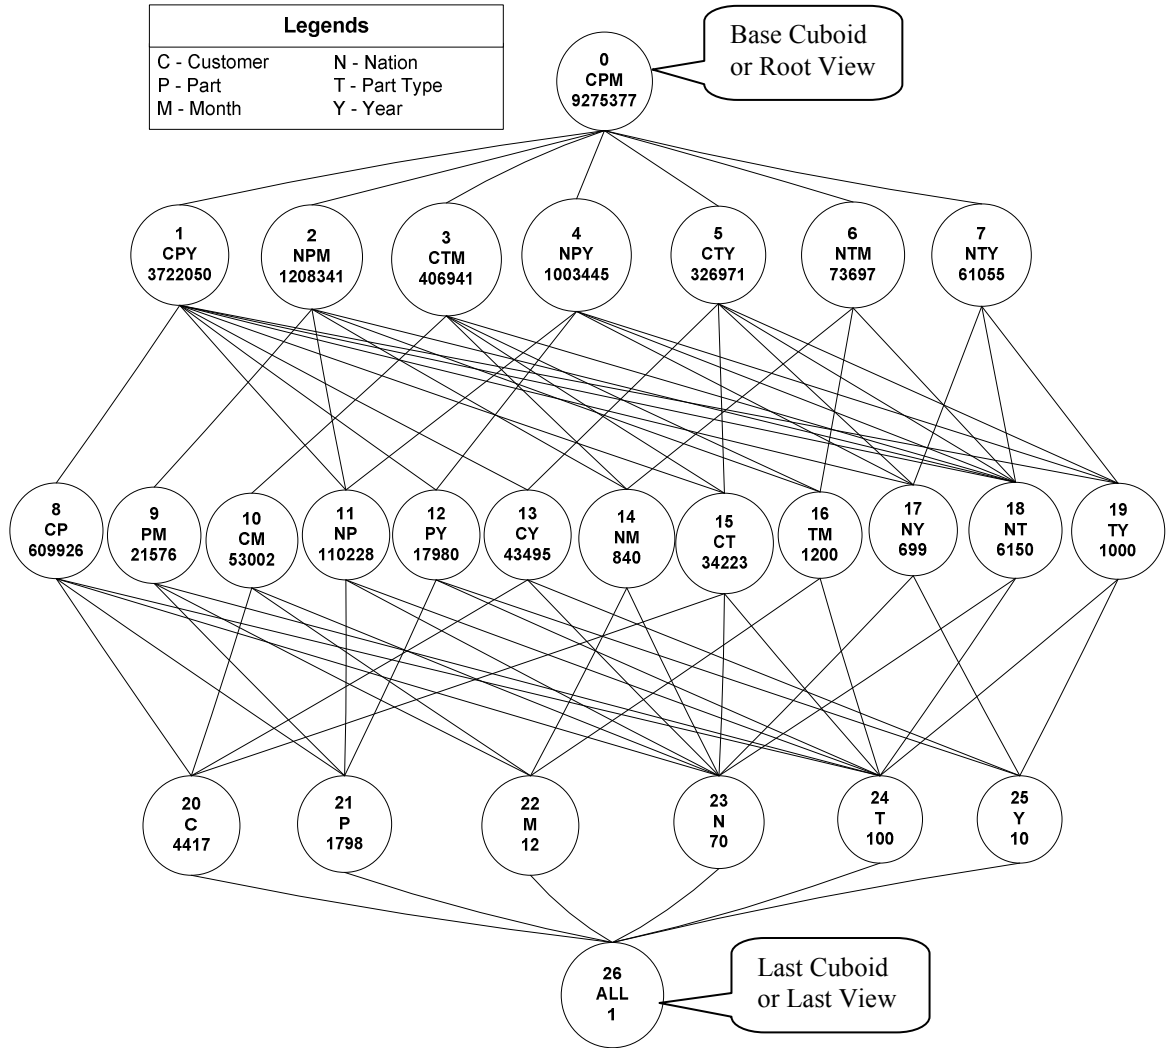 Legends
C - Customer N - Nation
P - Part T - Part Type
M - Month Y - Year
Base Cuboid
or Root View
0
CPM
9275377
1
CPY
3722050
2
NPM
1208341
3
CTM
406941
4
NPY
1003445
5
CTY
326971
6
NTM
73697
7
NTY
61055
8
CP
609926
9
PM
21576
10
CM
53002
11
NP
110228
12
PY
17980
13
CY
43495
14
NM
840
15
CT
34223
16
TM
1200
17
NY
699
18
NT
6150
19
TY
1000
20
C
4417
21
P
1798
22
M
12
23
N
70
24
T
100
25
Y
10
26
ALL
1
Last Cuboid
or Last View